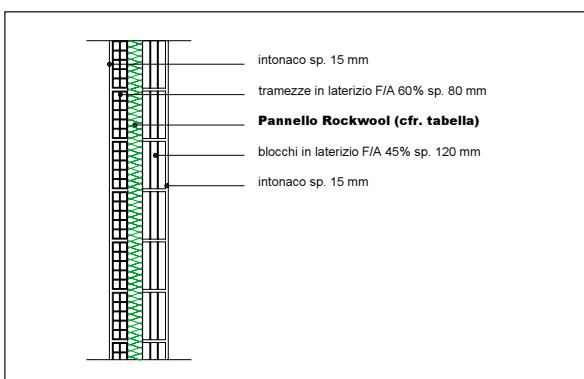 intonaco sp. 15 mm
tramezze in laterizio F/A 60% sp. 80 mm
Pannello Rockwool (cfr. tabella)
blocchi in laterizio F/A 45% sp. 120 mm
intonaco sp. 15 mm